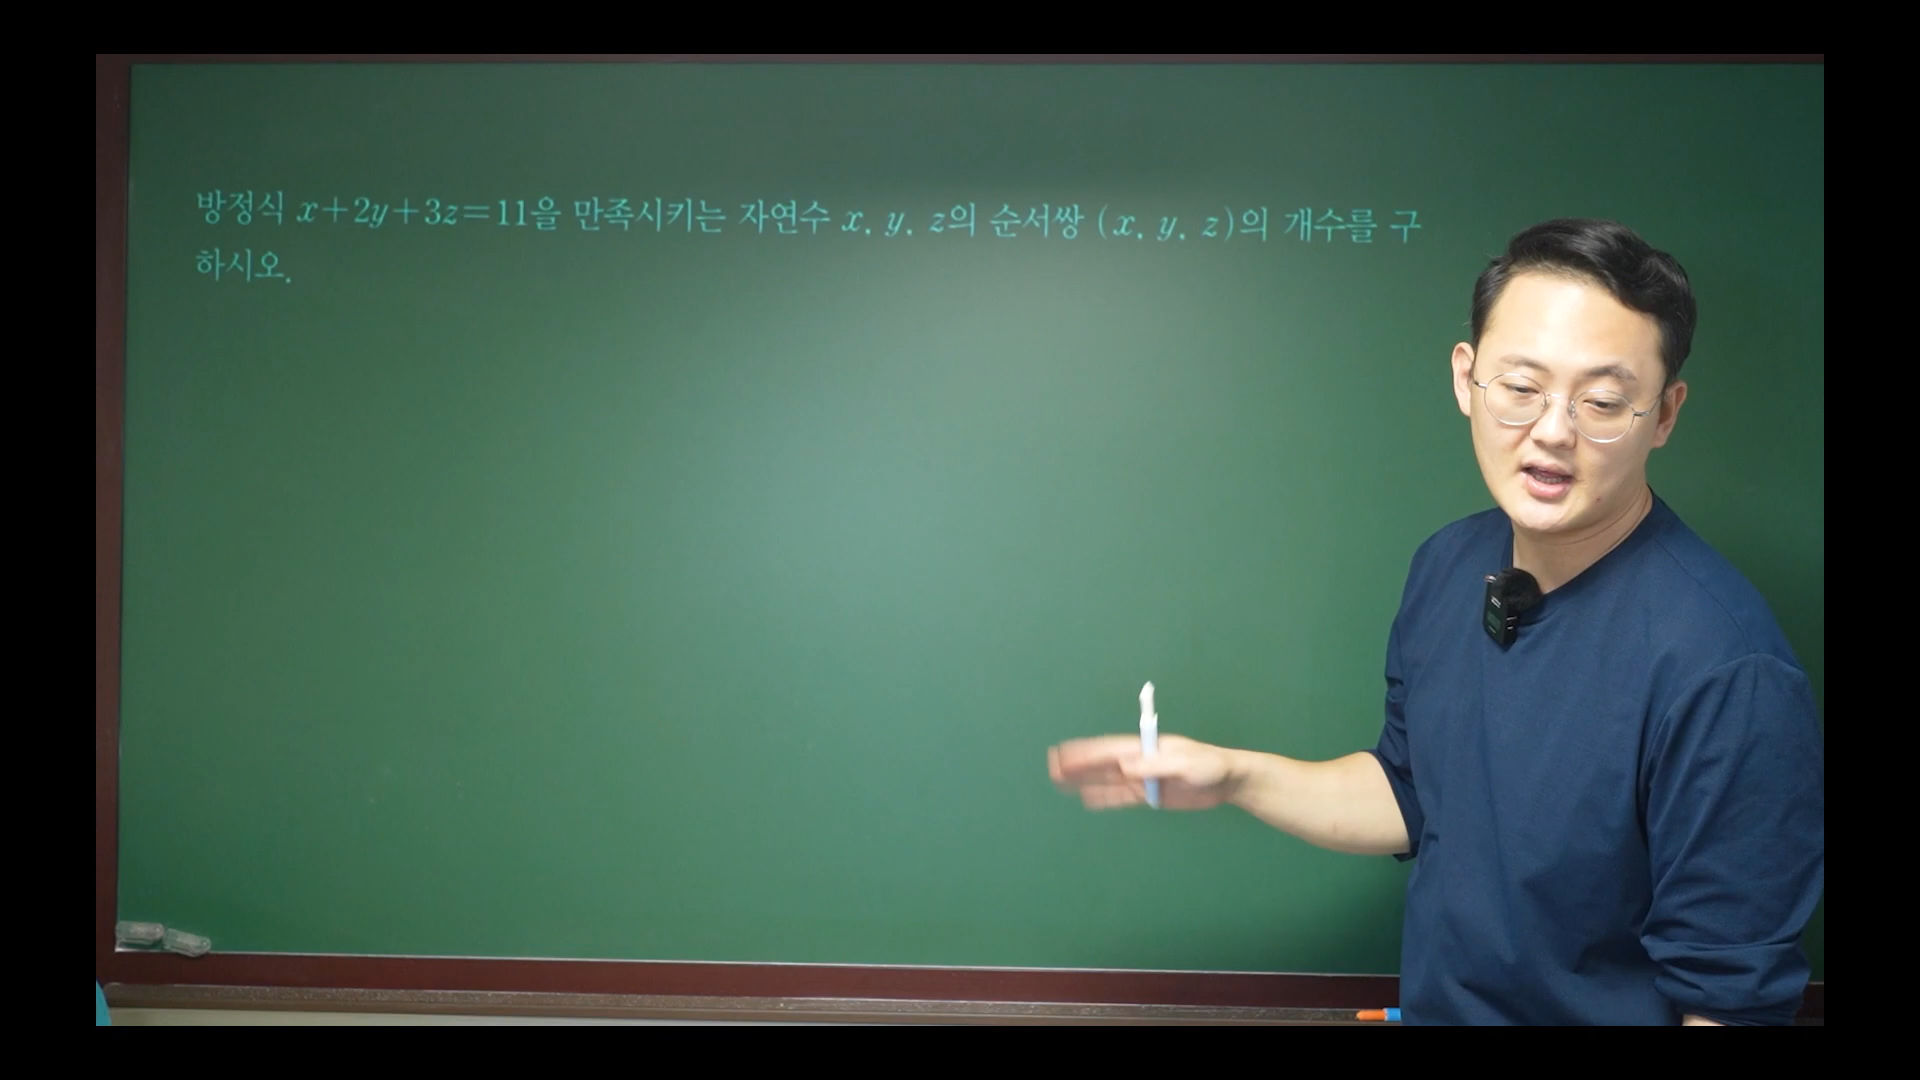 방정식 x+2y+3z=11을 만족시키는 자연수 x, y, z의 순서쌍 (x, y, z)의 개수를 구
하시오.